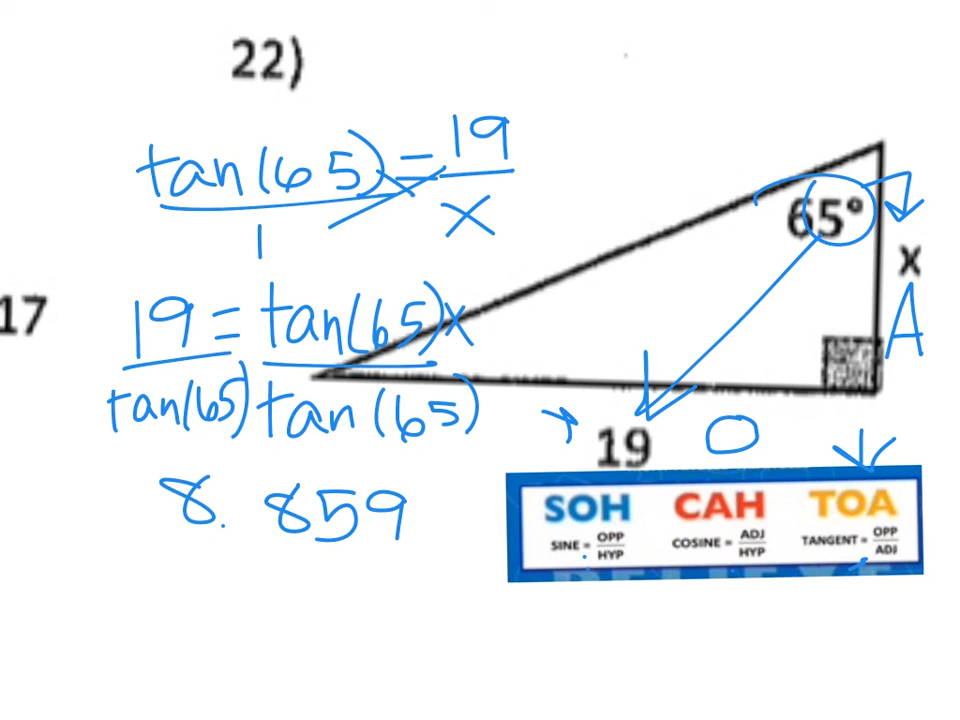 22)
tan(65) = 19
1 x
65°
x
17
A
19 = tan(65)x
tan(65) tan(65)
19 O
8.859
SOH CAH TOA
SINE = OPP HYP
COSINE = ADJ HYP
TANGENT = OPP ADJ